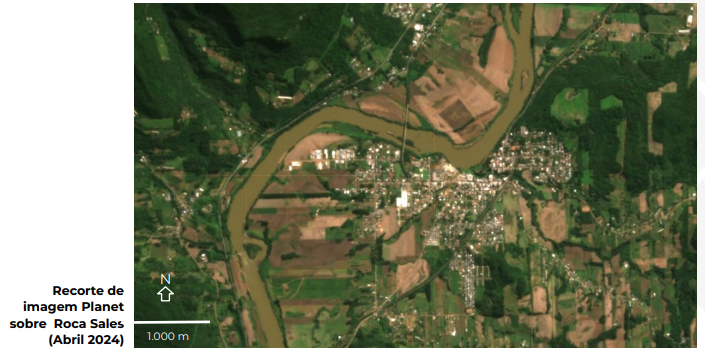 Recorte de
imagem Planet
sobre Roca Sales
(Abril 2024)
N
1.000 m